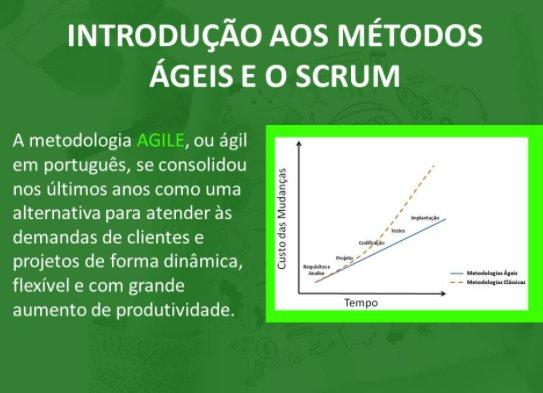 INTRODUÇÃO AOS MÉTODOS
ÁGEIS E O SCRUM
A metodologia AGILE, ou ágil
em português, se consolidou
nos últimos anos como uma
alternativa para atender às
demandas de clientes e
projetos de forma dinâmica,
flexível e com grande
aumento de produtividade.
Custo das Mudanças
Implantação
Testes
Codificação
Projeto
Requisitos e
Analise
Metodologias Ágeis
Metodologias Clássicas
Tempo